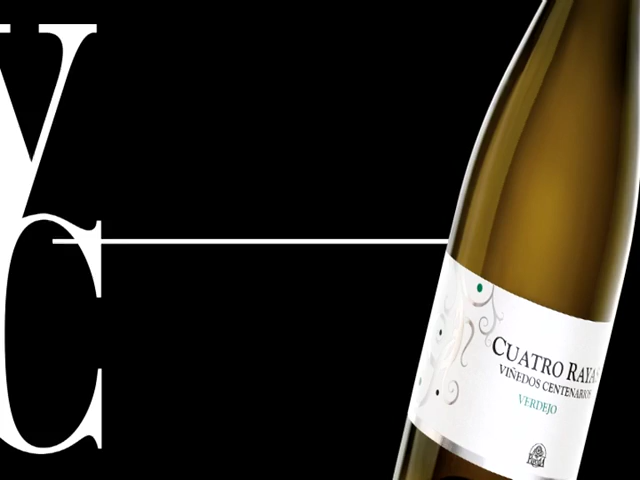 V
C
CUATRO RAYAS
VIÑEDOS CENTENARIOS
VERDEJO